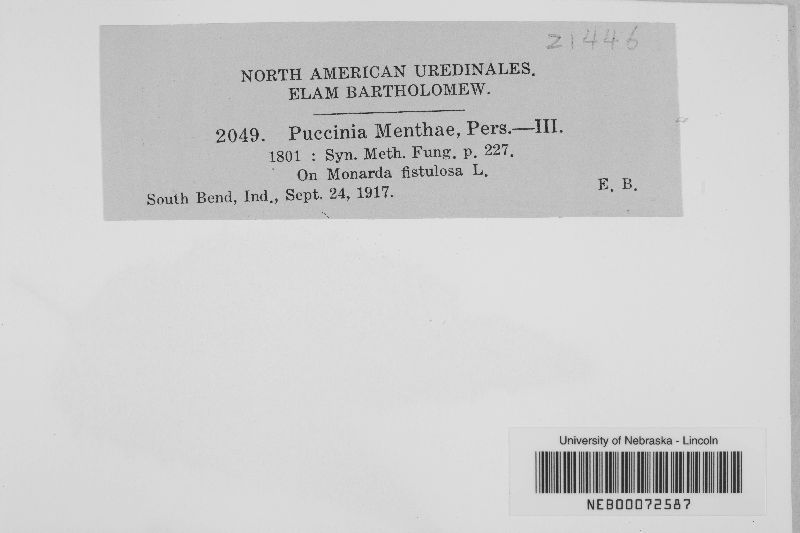 21446
NORTH AMERICAN UREDINALES.
ELAM BARTHOLOMEW.
2049. Puccinia Menthae, Pers.—III.
1801 : Syn. Meth. Fung. p. 227.
On Monarda fistulosa L.
South Bend, Ind., Sept. 24, 1917. E. B.
University of Nebraska - Lincoln
NEB00072587